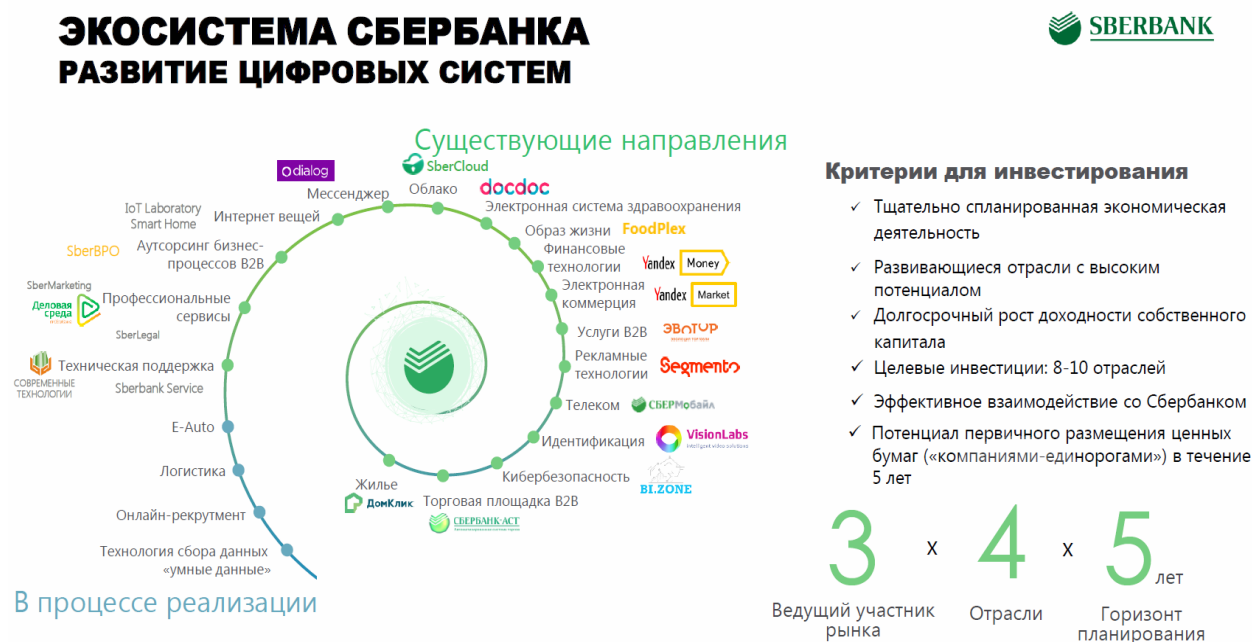 ЭКОСИСТЕМА СБЕРБАНКА
РАЗВИТИЕ ЦИФРОВЫХ СИСТЕМ
SBERBANK
Существующие направления
dialog
Мессенджер
SberCloud
Облако
docdoc
Электронная система здравоохранения
Образ жизни
FoodPlex
Финансовые
технологии
Yandex Money
Электронная
коммерция
Yandex Market
Услуги B2B
ЭВОТОР
Рекламные
технологии
Segmento
Телеком
СБЕРМобайл
Идентификация
VisionLabs
Кибербезопасность
BI.ZONE
Торговая площадка B2B
СБЕРБАНК-АСТ
Жилье
ДомКлик
IoT Laboratory
Smart Home
Интернет вещей
SberBPO
Аутсорсинг бизнес-
процессов B2B
SberMarketing
Деловая
среда
Профессиональные
сервисы
SberLegal
СОВРЕМЕННЫЕ
ТЕХНОЛОГИИ
Техническая поддержка
Sberbank Service
E-Auto
Логистика
Онлайн-рекрутмент
Технология сбора данных
«умные данные»
В процессе реализации
Критерии для инвестирования
✓ Тщательно спланированная экономическая
деятельность
✓ Развивающиеся отрасли с высоким
потенциалом
✓ Долгосрочный рост доходности собственного
капитала
✓ Целевые инвестиции: 8-10 отраслей
✓ Эффективное взаимодействие со Сбербанком
✓ Потенциал первичного размещения ценных
бумаг («компаниями-единорогами») в течение
5 лет
3 x 4 x 5 лет
Ведущий участник
рынка
Отрасли
Горизонт
планирования